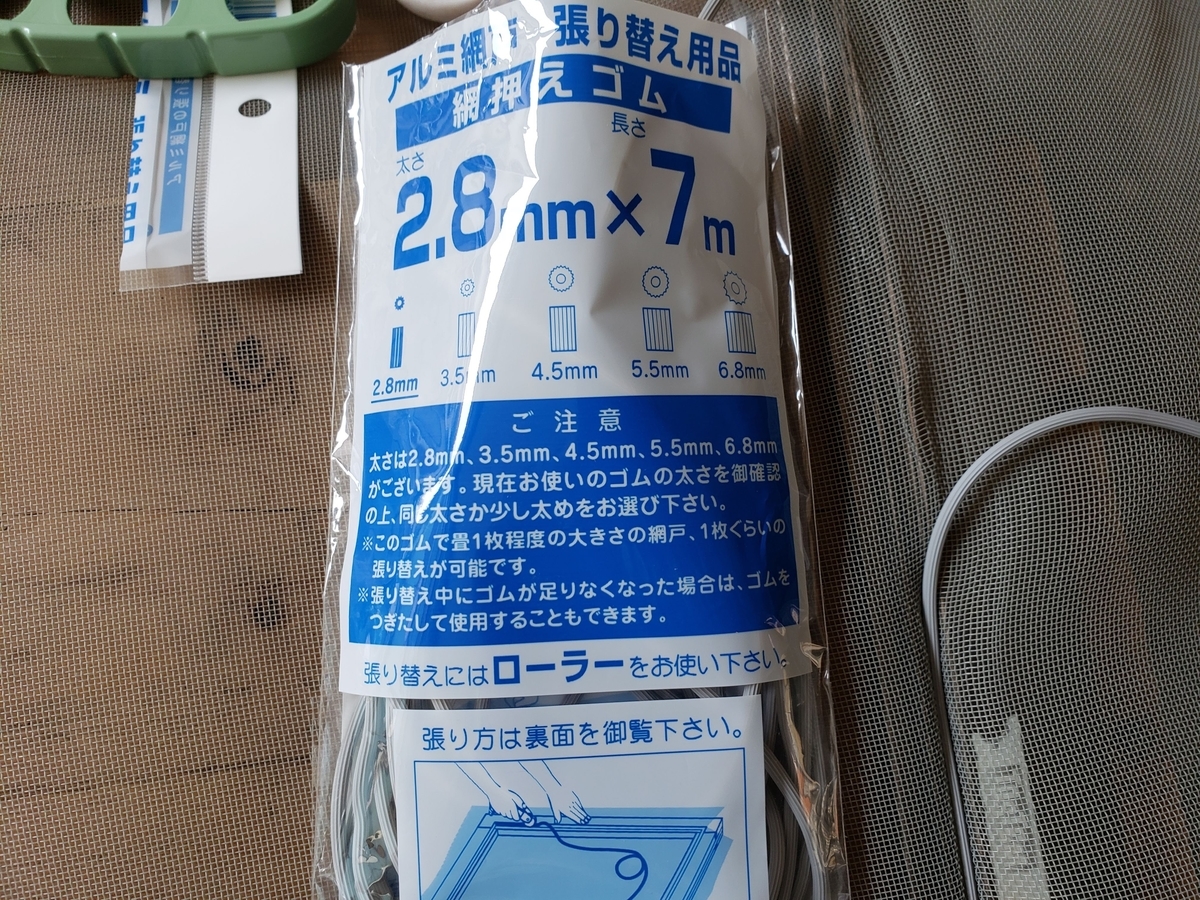 アルミ網戸 張り替え用品
網押えゴム
太さ 長さ
2.8mm×7m
2.8mm 3.5mm 4.5mm 5.5mm 6.8mm
ご注意
太さは2.8mm、3.5mm、4.5mm、5.5mm、6.8mm
がございます。現在お使いのゴムの太さを御確認
の上、同じ太さか少し太めをお選び下さい。
※このゴムで畳1枚程度の大きさの網戸、1枚ぐらいの
張り替えが可能です。
※張り替え中にゴムが足りなくなった場合は、ゴムを
つぎたして使用することもできます。
張り替えにはローラーをお使い下さい。
張り方は裏面を御覧下さい。